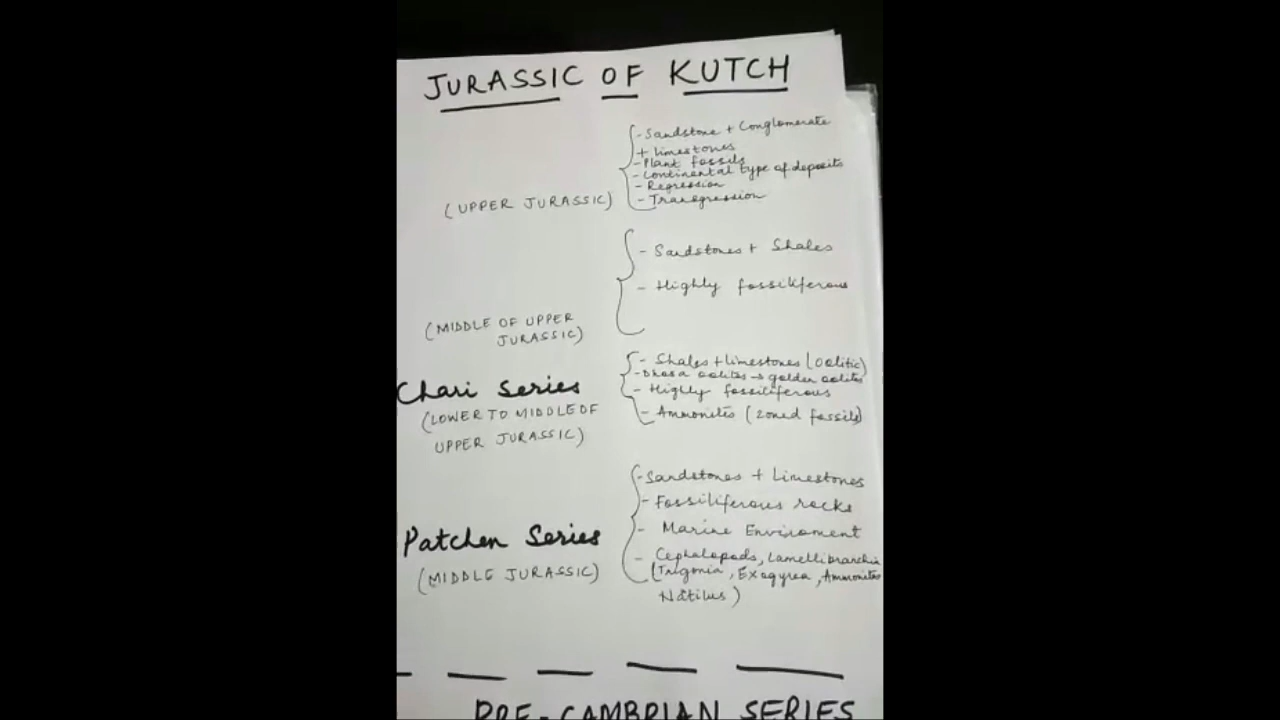 JURASSIC OF KUTCH
- Sandstone + Conglomerate
+ limestones
- Plant fossils
- Continental type of deposits
- Regression
- Transgression
(UPPER JURASSIC)
- Sandstones + Shales
- Highly fossiliferous
(MIDDLE OF UPPER
JURASSIC)
Chari Series
(LOWER TO MIDDLE OF
UPPER JURASSIC)
- Shales + limestones (Oolitic)
- Dhosa oolites → golden oolites
- Highly fossiliferous
- Ammonites (zoned fossils)
Patchen Series
(MIDDLE JURASSIC)
- Sandstones + Limestones
- Fossiliferous rocks
- Marine Enviroment
- Cephalopods, Lamellibranchia
(Trigonia, Exogyrea, Ammonites
Natilus)
PRE-CAMBRIAN SERIES